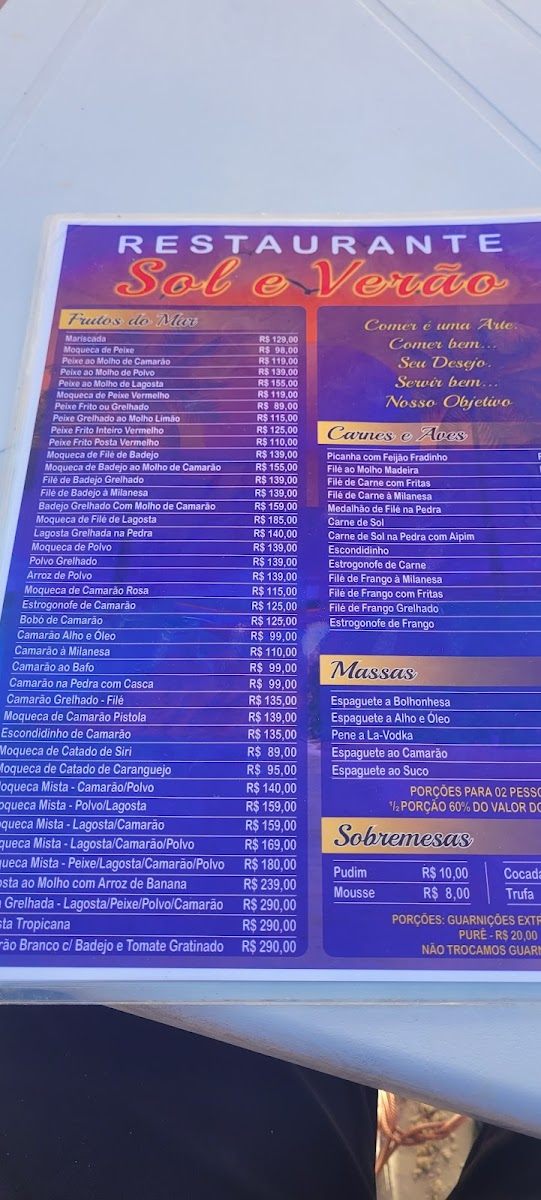 RESTAURANTE
Sol e Verão
Frutos do Mar
Mariscada R$ 129,00
Moqueca de Peixe R$ 98,00
Peixe ao Molho de Camarão R$ 119,00
Peixe ao Molho de Polvo R$ 139,00
Peixe ao Molho de Lagosta R$ 155,00
Moqueca de Peixe Vermelho R$ 119,00
Peixe Frito ou Grelhado R$ 89,00
Peixe Grelhado ao Molho Limão R$ 115,00
Peixe Frito Inteiro Vermelho R$ 125,00
Peixe Frito Posta Vermelho R$ 110,00
Moqueca de Filé de Badejo R$ 139,00
Moqueca de Badejo ao Molho de Camarão R$ 155,00
Filé de Badejo Grelhado R$ 139,00
Filé de Badejo à Milanesa R$ 139,00
Badejo Grelhado Com Molho de Camarão R$ 159,00
Moqueca de Filé de Lagosta R$ 185,00
Lagosta Grelhada na Pedra R$ 140,00
Moqueca de Polvo R$ 139,00
Polvo Grelhado R$ 139,00
Arroz de Polvo R$ 139,00
Moqueca de Camarão Rosa R$ 115,00
Estrogonofe de Camarão R$ 125,00
Bobó de Camarão R$ 125,00
Camarão Alho e Óleo R$ 99,00
Camarão à Milanesa R$ 110,00
Camarão ao Bafo R$ 99,00
Camarão na Pedra com Casca R$ 99,00
Camarão Grelhado - Filé R$ 135,00
Moqueca de Camarão Pistola R$ 139,00
Escondidinho de Camarão R$ 135,00
Moqueca de Catado de Siri R$ 89,00
Moqueca de Catado de Caranguejo R$ 95,00
Moqueca Mista - Camarão/Polvo R$ 140,00
oqueca Mista - Polvo/Lagosta R$ 159,00
queca Mista - Lagosta/Camarão R$ 159,00
queca Mista - Lagosta/Camarão/Polvo R$ 169,00
ueca Mista - Peixe/Lagosta/Camarão/Polvo R$ 180,00
osta ao Molho com Arroz de Banana R$ 239,00
Grelhada - Lagosta/Peixe/Polvo/Camarão R$ 290,00
sta Tropicana R$ 290,00
rão Branco c/ Badejo e Tomate Gratinado R$ 290,00
Comer é uma Arte.
Comer bem...
Seu Desejo.
Servir bem...
Nosso Objetivo
Carnes e Aves
Picanha com Feijão Fradinho
Filé ao Molho Madeira
Filé de Carne com Fritas
Filé de Carne à Milanesa
Medalhão de Filé na Pedra
Carne de Sol
Carne de Sol na Pedra com Aipim
Escondidinho
Estrogonofe de Carne
Filé de Frango à Milanesa
Filé de Frango com Fritas
Filé de Frango Grelhado
Estrogonofe de Frango
Massas
Espaguete a Bolhonhesa
Espaguete a Alho e Óleo
Pene a La-Vodka
Espaguete ao Camarão
Espaguete ao Suco
PORÇÕES PARA 02 PESSO
½ PORÇÃO 60% DO VALOR DO
Sobremesas
Pudim R$ 10,00 Cocada
Mousse R$ 8,00 Trufa
PORÇÕES: GUARNIÇÕES EXTR
PURÊ - R$ 20,00
NÃO TROCAMOS GUARN